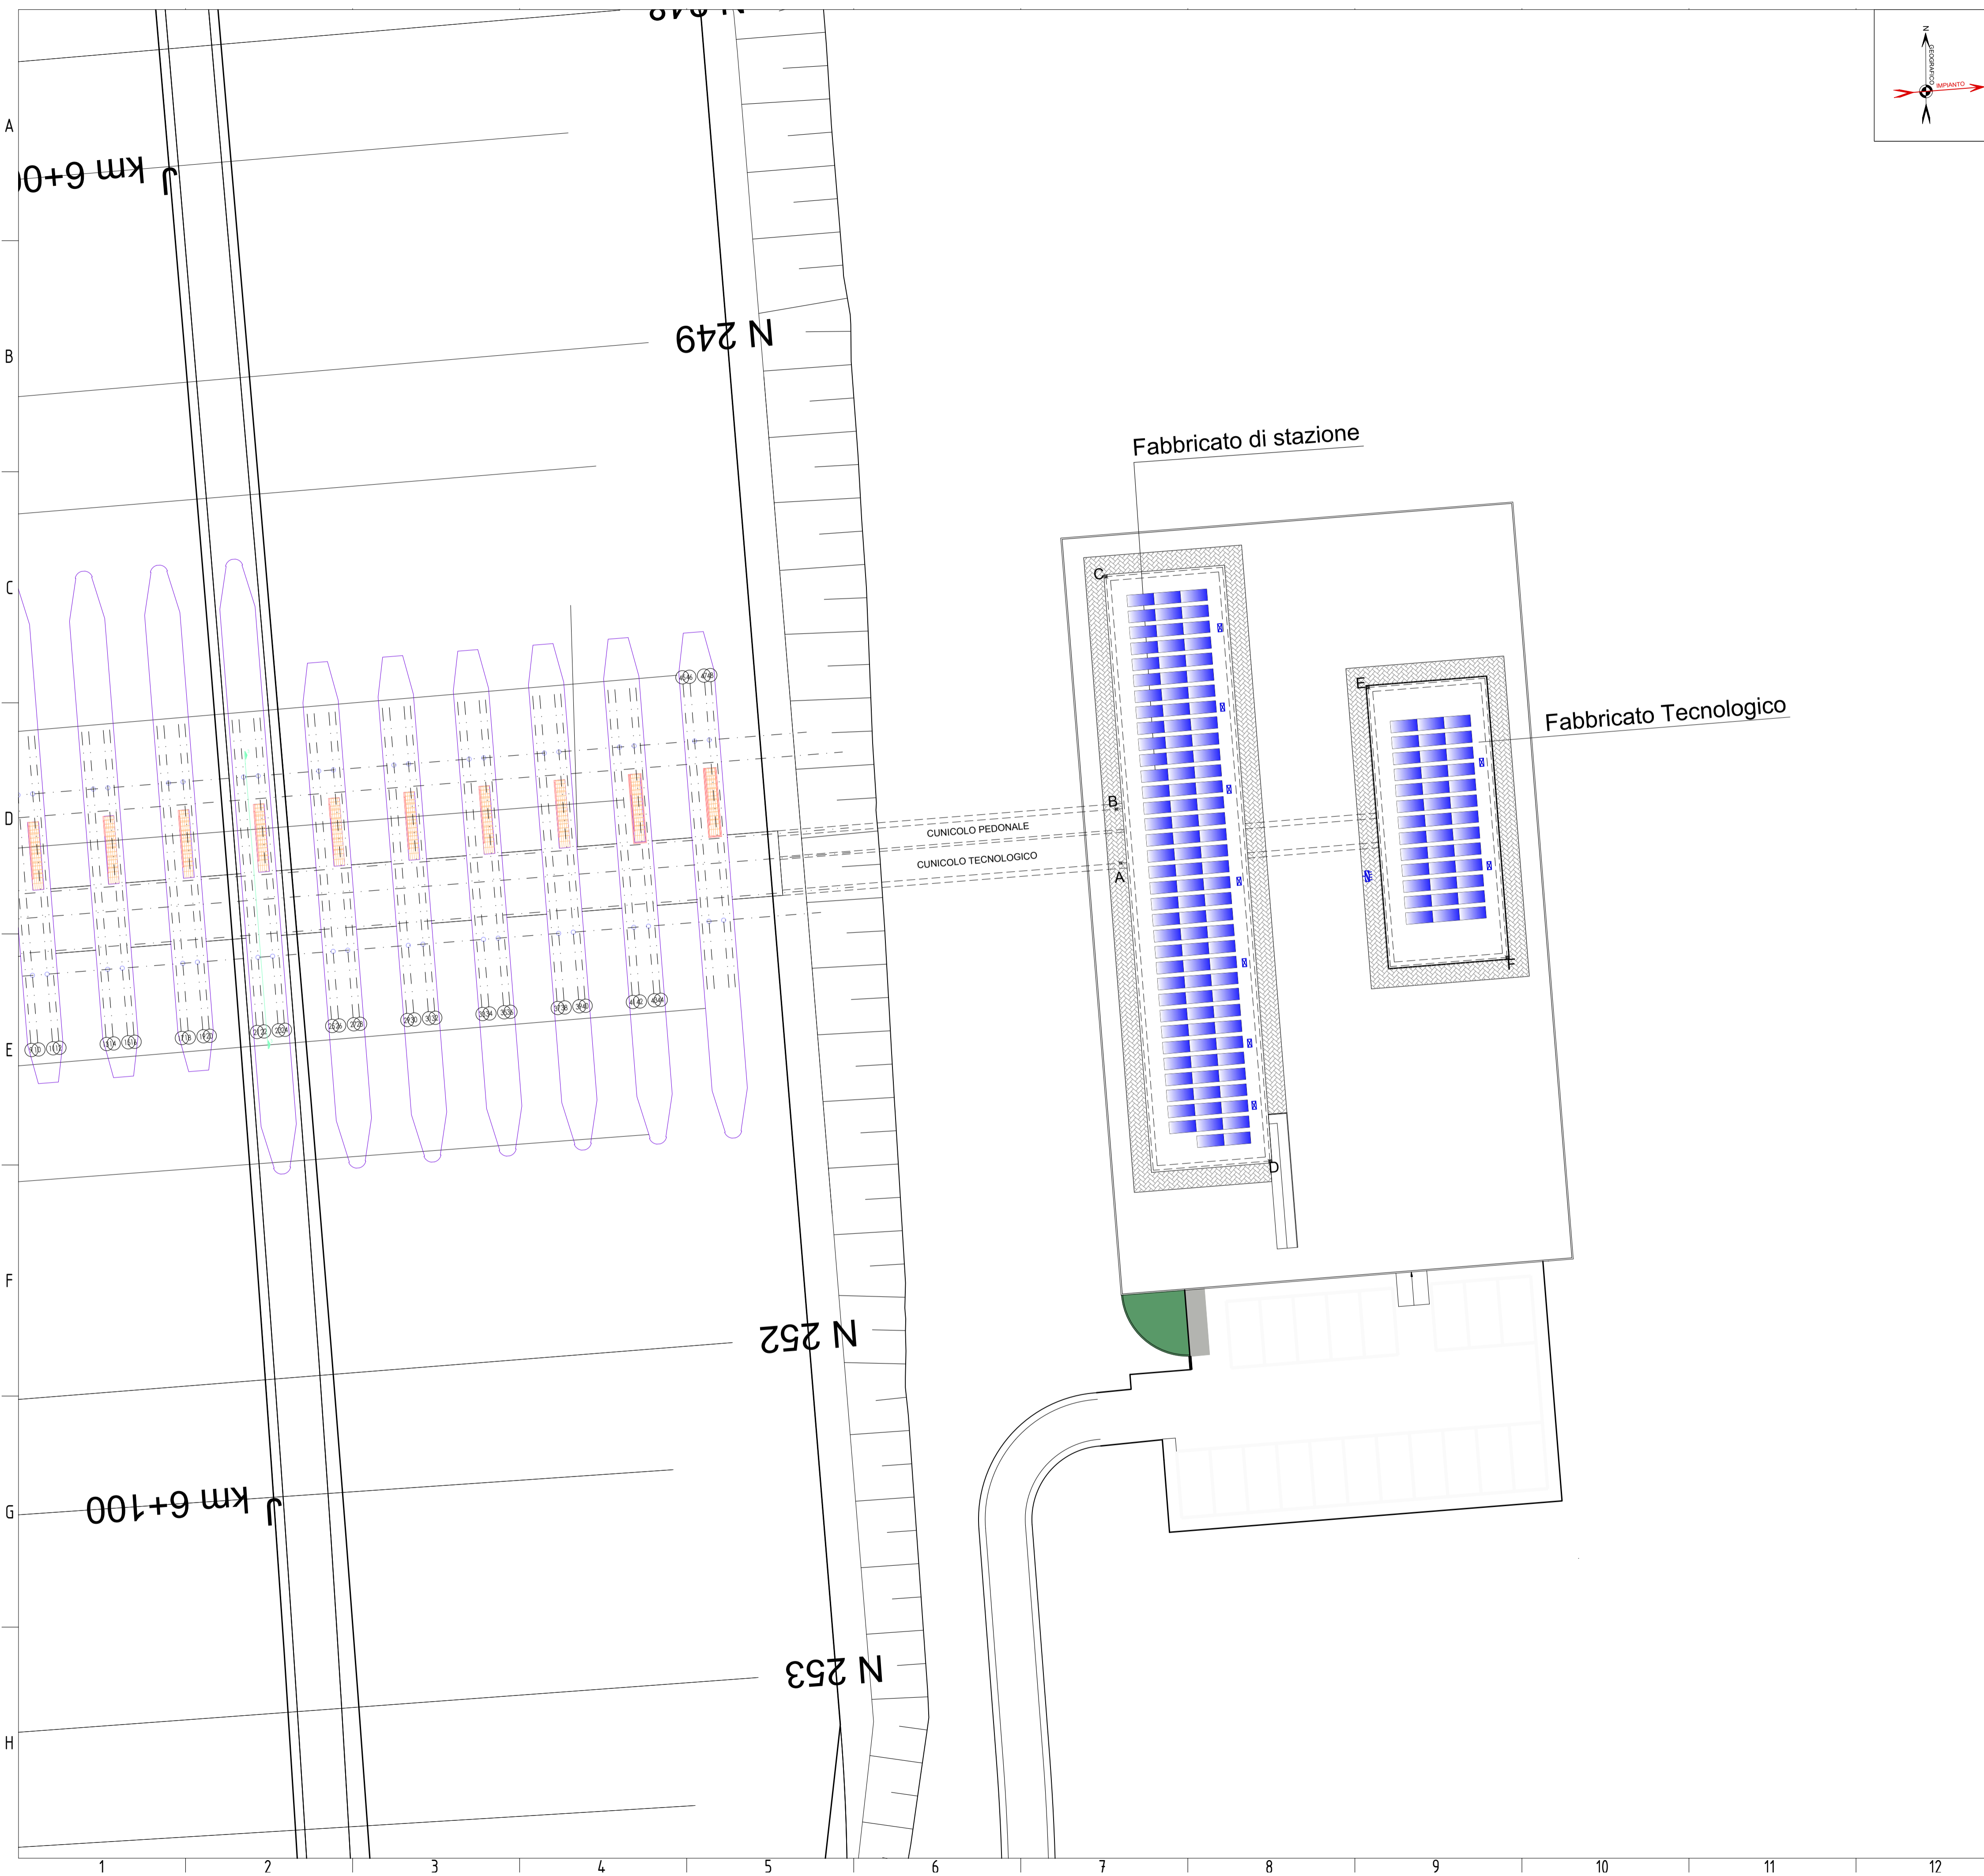 N
GEOGRAFICO
IMPIANTO
A
J km 6+00
N 249
B
Fabbricato di stazione
C
C
E
Fabbricato Tecnologico
D
B
CUNICOLO PEDONALE
CUNICOLO TECNOLOGICO
A
E
D
F
F
N 252
G
J km 6+100
N 253
H
1 2 3 4 5 6 7 8 9 10 11 12